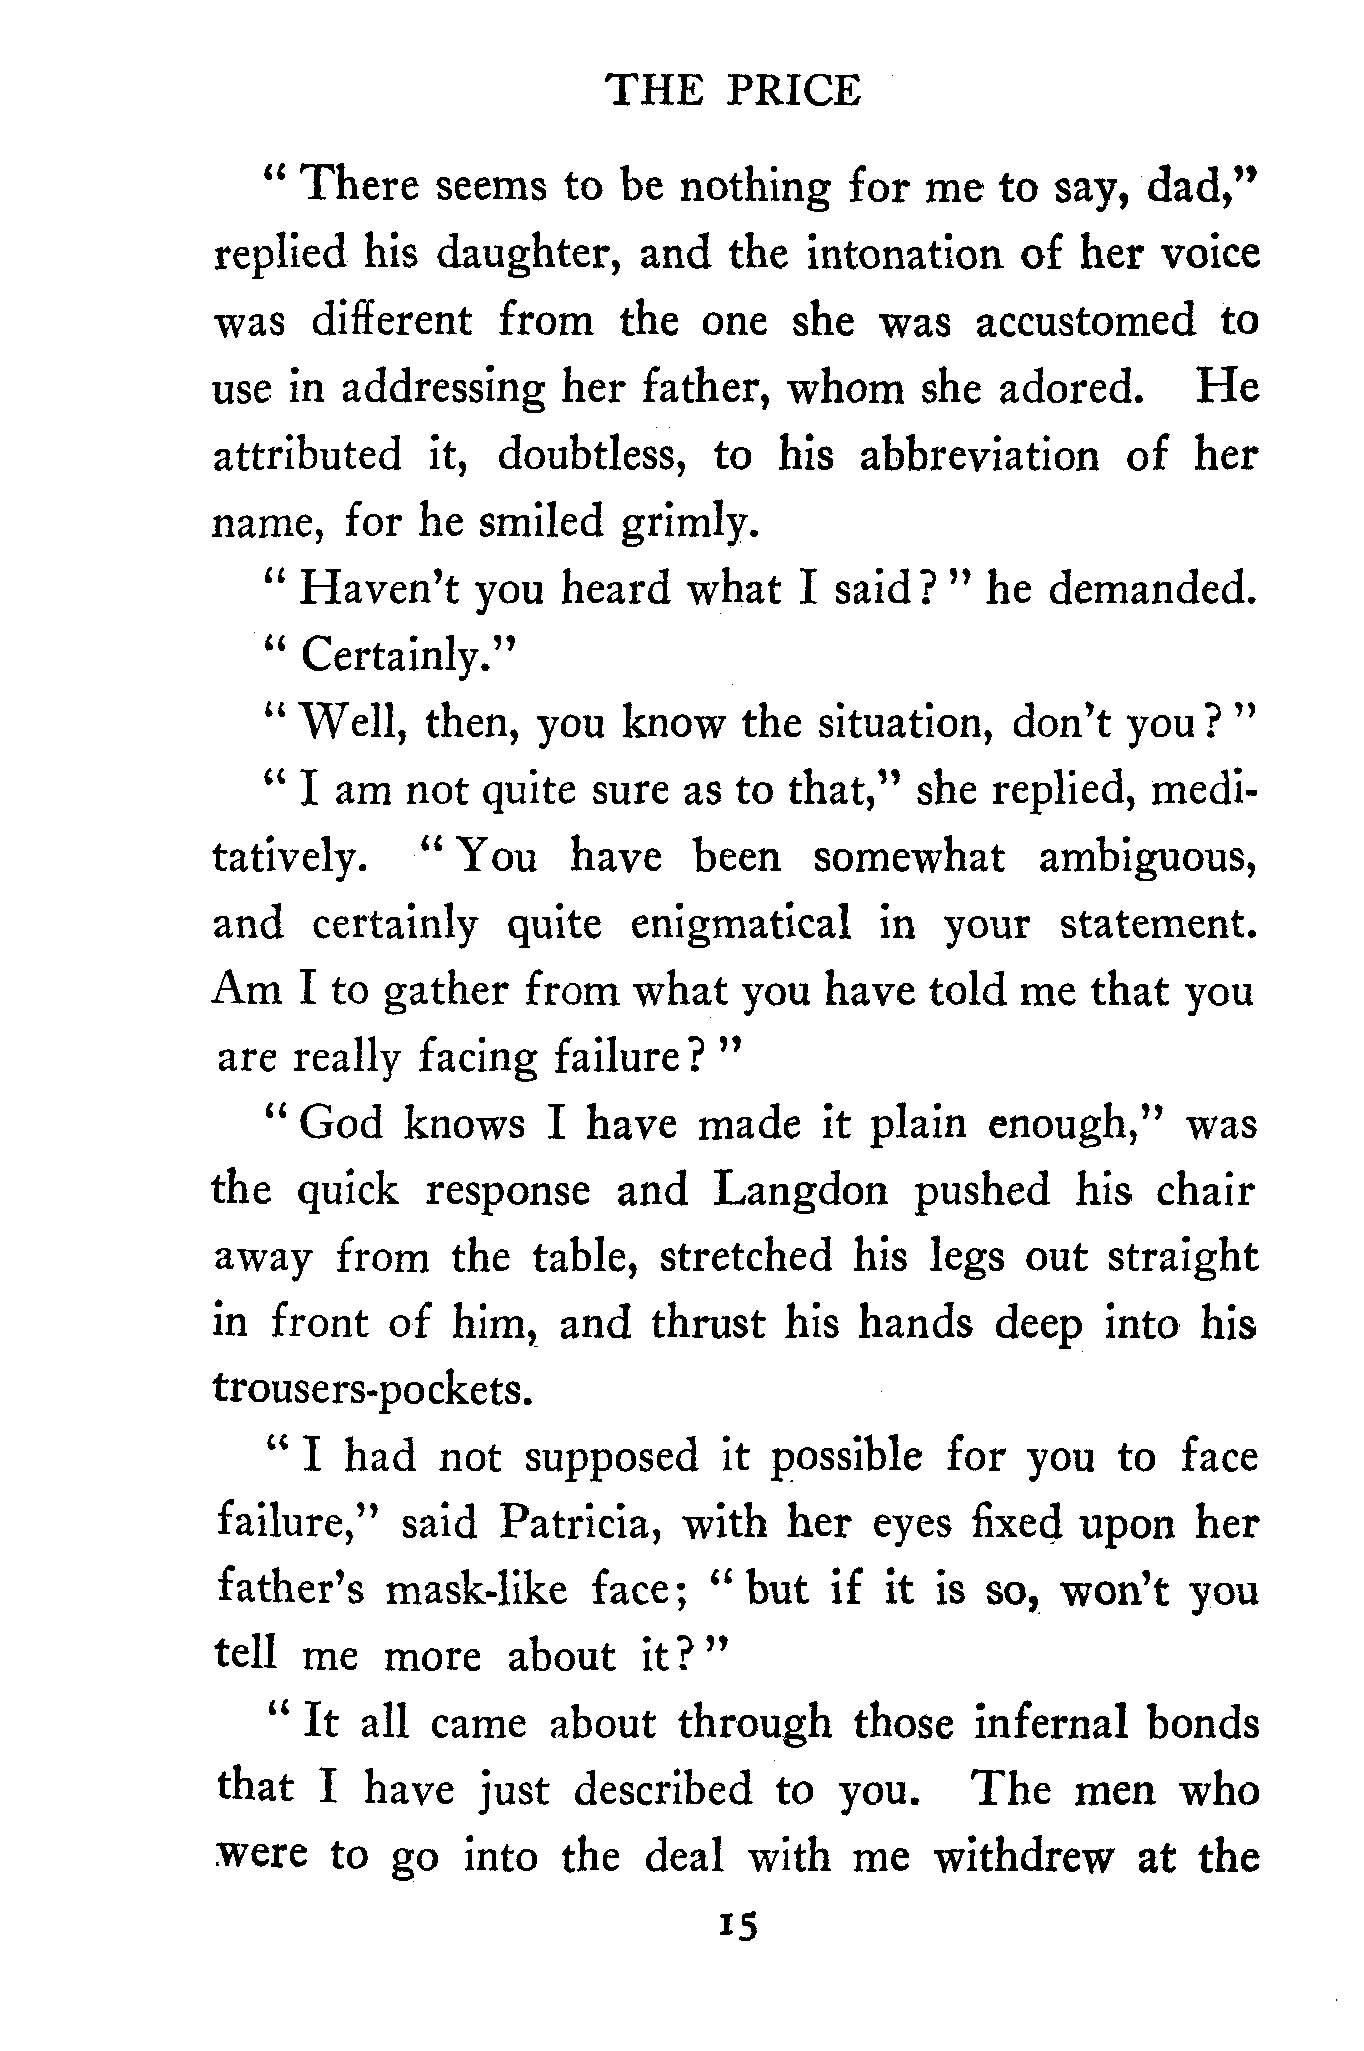 THE PRICE
“ There seems to be nothing for me to say, dad,”
replied his daughter, and the intonation of her voice
was different from the one she was accustomed to
use in addressing her father, whom she adored. He
attributed it, doubtless, to his abbreviation of her
name, for he smiled grimly.
“ Haven’t you heard what I said? ” he demanded.
“ Certainly.”
“ Well, then, you know the situation, don’t you? ”
“ I am not quite sure as to that,” she replied, medi-
tatively. “ You have been somewhat ambiguous,
and certainly quite enigmatical in your statement.
Am I to gather from what you have told me that you
are really facing failure? ”
“ God knows I have made it plain enough,” was
the quick response and Langdon pushed his chair
away from the table, stretched his legs out straight
in front of him, and thrust his hands deep into his
trousers-pockets.
“ I had not supposed it possible for you to face
failure,” said Patricia, with her eyes fixed upon her
father’s mask-like face; “ but if it is so, won’t you
tell me more about it? ”
“ It all came about through those infernal bonds
that I have just described to you. The men who
were to go into the deal with me withdrew at the
15